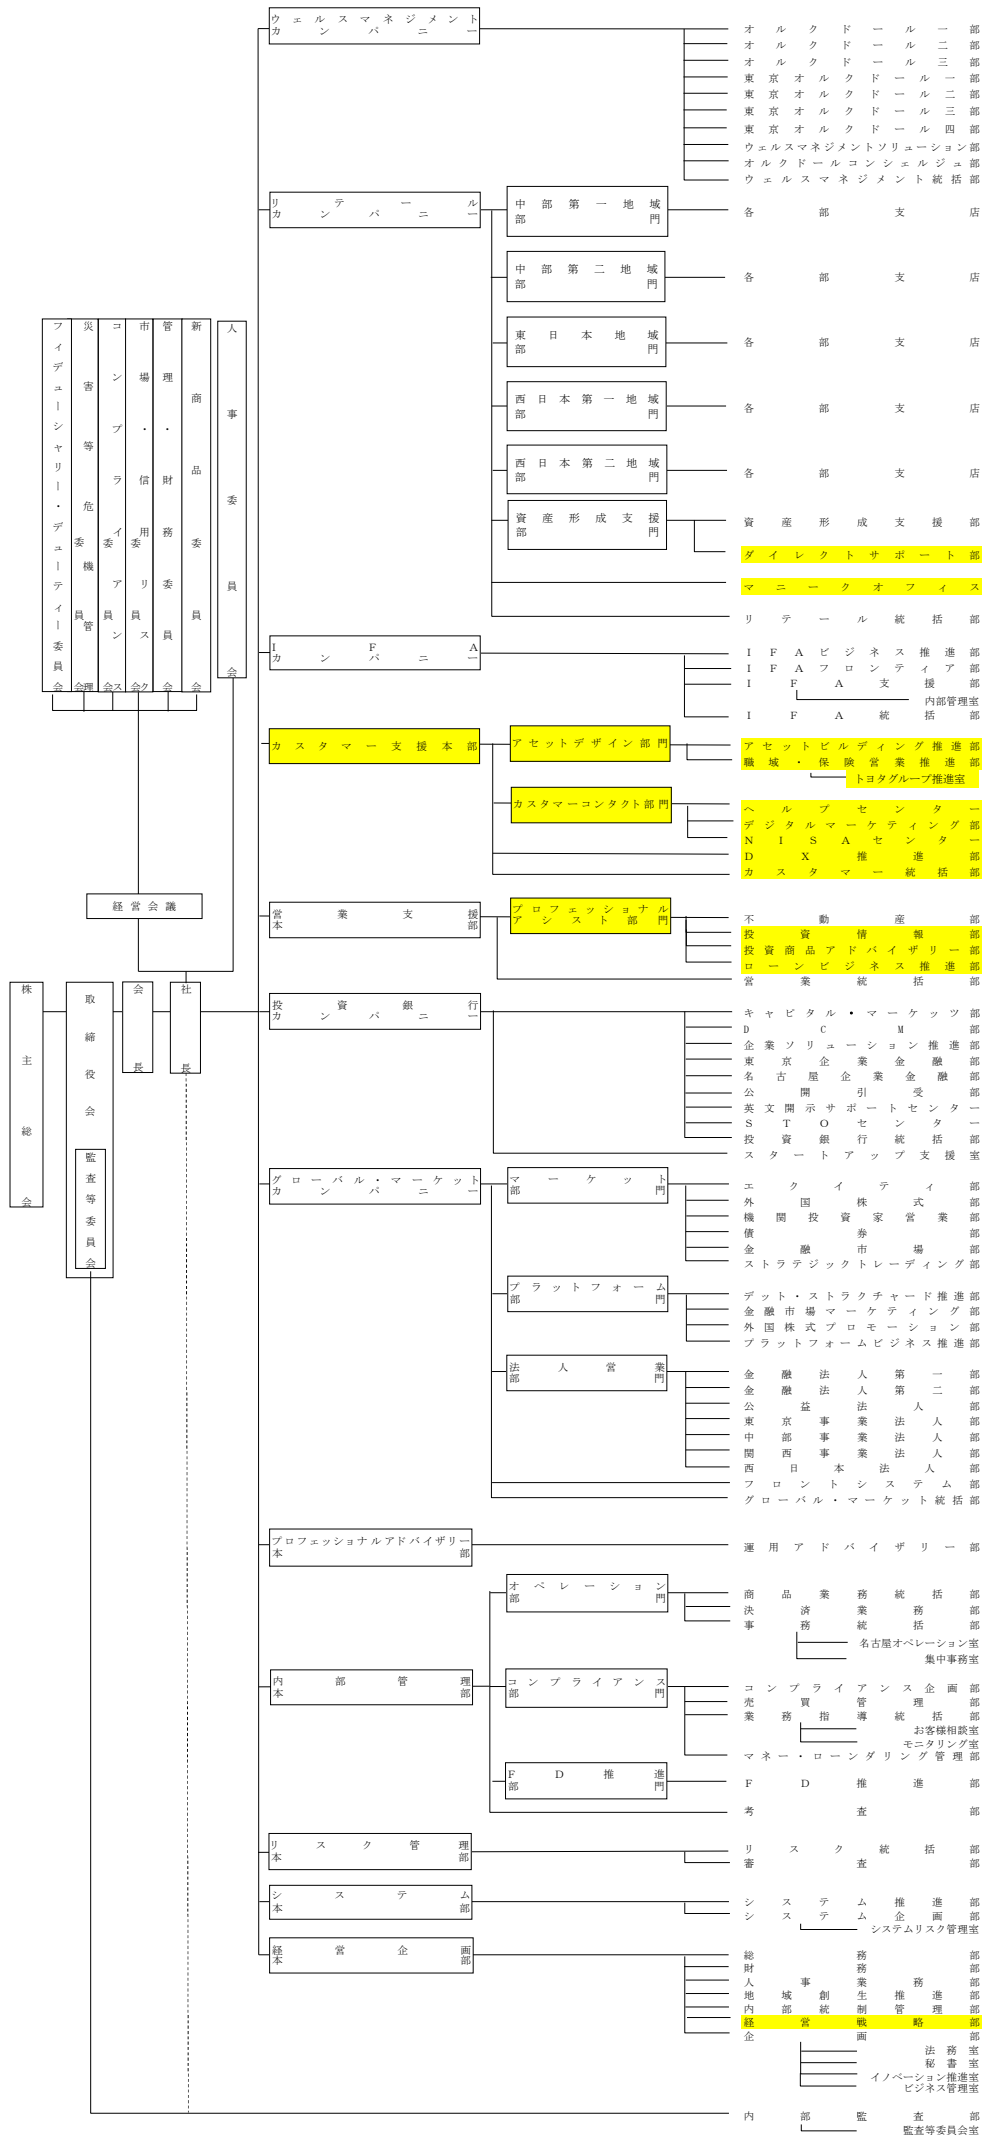 ウェルスマネジメント
カンパニー
オルクドール一部
オルクドール二部
オルクドール三部
東京オルクドール一部
東京オルクドール二部
東京オルクドール三部
東京オルクドール四部
ウェルスマネジメントソリューション部
オルクドールコンシェルジュ部
ウェルスマネジメント統括部
リテール
カンパニー
中部第一地域
部門
各部支店
中部第二地域
部門
各部支店
東日本地域
部門
各部支店
西日本第一地域
部門
各部支店
西日本第二地域
部門
各部支店
資産形成支援
部門
資産形成支援部
ダイレクトサポート部
マニークオフィス
リテール統括部
フィデューシャリー・デューティー委員会
災害等危機管理
委員会
コンプライアンス
委員会
市場・信用リスク
委員会
管理・財務委員会
新商品委員会
人事委員会
IFA
カンパニー
IFAビジネス推進部
IFAフロンティア部
IFA支援部
内部管理室
IFA統括部
カスタマー支援本部
アセットデザイン部門
アセットビルディング推進部
職域・保険営業推進部
トヨタグループ推進室
カスタマーコンタクト部門
ヘルプセンター
デジタルマーケティング部
NISAセンター
DX推進部
カスタマー統括部
経営会議
営業支援
本部
プロフェッショナル
アシスト部門
不動産部
投資情報部
投資商品アドバイザリー部
ローンビジネス推進部
営業統括部
株主総会
取締役会
監査等委員会
会長
社長
投資銀行
カンパニー
キャピタル・マーケッツ部
DCM部
企業ソリューション推進部
東京企業金融部
名古屋企業金融部
公開引受部
英文開示サポートセンター
STOセンター
投資銀行統括部
スタートアップ支援室
グローバル・マーケット
カンパニー
マーケット
部門
エクイティ部
外国株式部
機関投資家営業部
債券部
金融市場部
ストラテジックトレーディング部
プラットフォーム
部門
デット・ストラクチャード推進部
金融市場マーケティング部
外国株式プロモーション部
プラットフォームビジネス推進部
法人営業
部門
金融法人第一部
金融法人第二部
公益法人部
東京事業法人部
中部事業法人部
関西事業法人部
西日本法人部
フロントシステム部
グローバル・マーケット統括部
プロフェッショナルアドバイザリー
本部
運用アドバイザリー部
内部管理
本部
オペレーション
部門
商品業務統括部
決済業務部
事務統括部
名古屋オペレーション室
集中事務室
コンプライアンス
部門
コンプライアンス企画部
売買管理部
業務指導統括部
お客様相談室
モニタリング室
マネー・ローンダリング管理部
FD推進
部門
FD推進部
考査部
リスク管理
本部
リスク統括部
審査部
システム
本部
システム推進部
システム企画部
システムリスク管理室
経営企画
本部
総務部
財務部
人事業務部
地域創生推進部
内部統制管理部
経営戦略部
企画部
法務室
秘書室
イノベーション推進室
ビジネス管理室
内部監査部
監査等委員会室